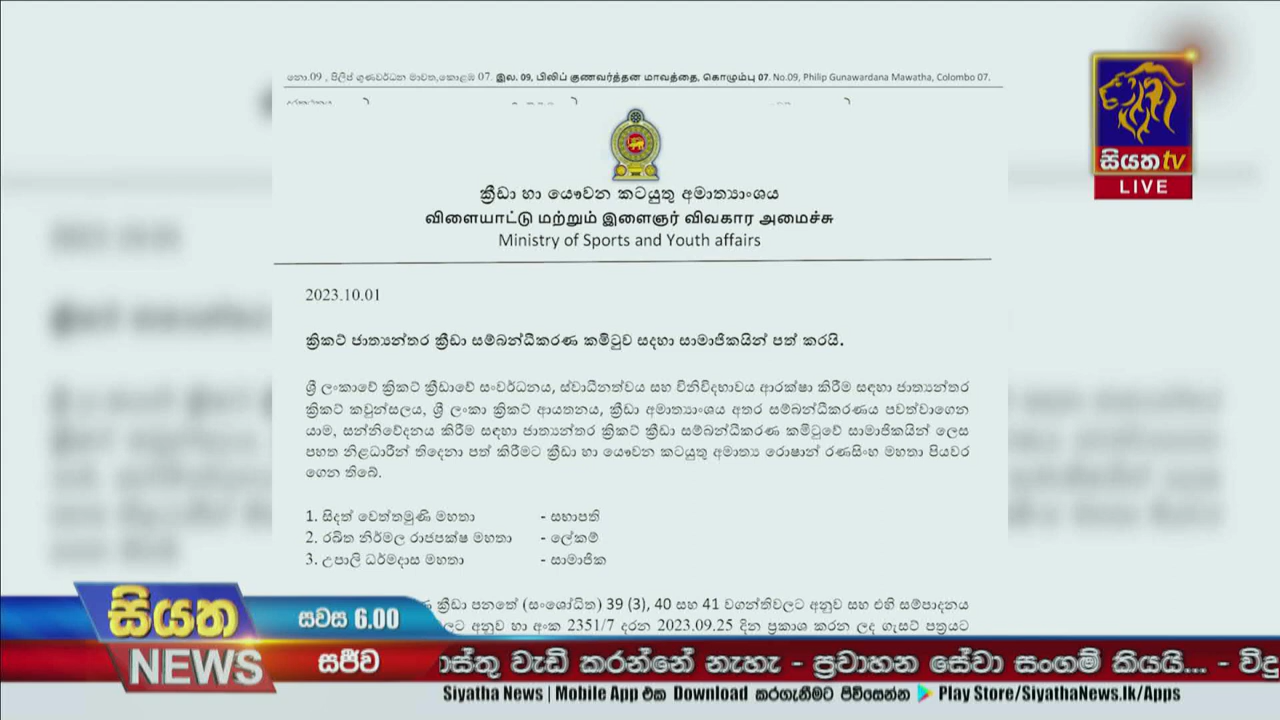 නො.09 , පිලිප් ගුණවර්ධන මාවත,කොළඹ 07. இல. 09, பிலிப் குணவர்த்தன மாவத்தை, கொழும்பு 07. No.09, Philip Gunawardana Mawatha, Colombo 07.
සියත tv
LIVE
ක්‍රීඩා හා යෞවන කටයුතු අමාත්‍යාංශය
விளையாட்டு மற்றும் இளைஞர் விவகார அமைச்சு
Ministry of Sports and Youth affairs
2023.10.01
ක්‍රිකට් ජාත්‍යන්තර ක්‍රීඩා සම්බන්ධීකරණ කමිටුව සදහා සාමාජිකයින් පත් කරයි.
ශ්‍රී ලංකාවේ ක්‍රිකට් ක්‍රීඩාවේ සංවර්ධනය, ස්වාධීනත්වය සහ විනිවිදභාවය ආරක්ෂා කිරීම සඳහා ජාත්‍යන්තර
ක්‍රිකට් කවුන්සලය, ශ්‍රී ලංකා ක්‍රිකට් ආයතනය, ක්‍රීඩා අමාත්‍යාංශය අතර සම්බන්ධීකරණය පවත්වාගෙන
යාම, සන්නිවේදනය කිරීම සඳහා ජාත්‍යන්තර ක්‍රිකට් ක්‍රීඩා සම්බන්ධීකරණ කමිටුවේ සාමාජිකයින් ලෙස
පහත නිළධාරීන් තිදෙනා පත් කිරීමට ක්‍රීඩා හා යෞවන කටයුතු අමාත්‍ය රොෂාන් රණසිංහ මහතා පියවර
ගෙන තිබේ.
1. සිදත් වෙත්තමුණි මහතා - සභාපති
2. රඛිත නිර්මල රාජපක්ෂ මහතා - ලේකම්
3. උපාලි ධර්මදාස මහතා - සාමාජික
ක්‍රීඩා පනතේ (සංශෝධිත) 39 (3), 40 සහ 41 වගන්තිවලට අනුව සහ එහි සම්පාදනය
අනුව හා අංක 2351/7 දරන 2023.09.25 දින ප්‍රකාශ කරන ලද ගැසට් පත්‍රයට
සියත
NEWS
සවස 6.00
සජීව
වැඩි කරන්නේ නැහැ - ප්‍රවාහන සේවා සංගම් කියයි... -
Siyatha News | Mobile App එක Download කරගැනීමට පිවිසෙන්න Play Store/SiyathaNews.lk/Apps